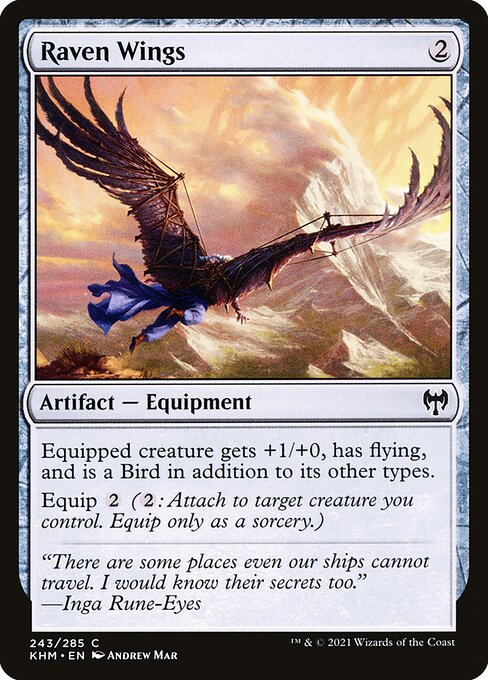 Raven Wings 2
Artifact — Equipment
Equipped creature gets +1/+0, has flying,
and is a Bird in addition to its other types.
Equip 2 (2: Attach to target creature you
control. Equip only as a sorcery.)
“There are some places even our ships cannot
travel. I would know their secrets too.”
—Inga Rune-Eyes
243/285 C
KHM • EN Andrew Mar
™ & © 2021 Wizards of the Coast